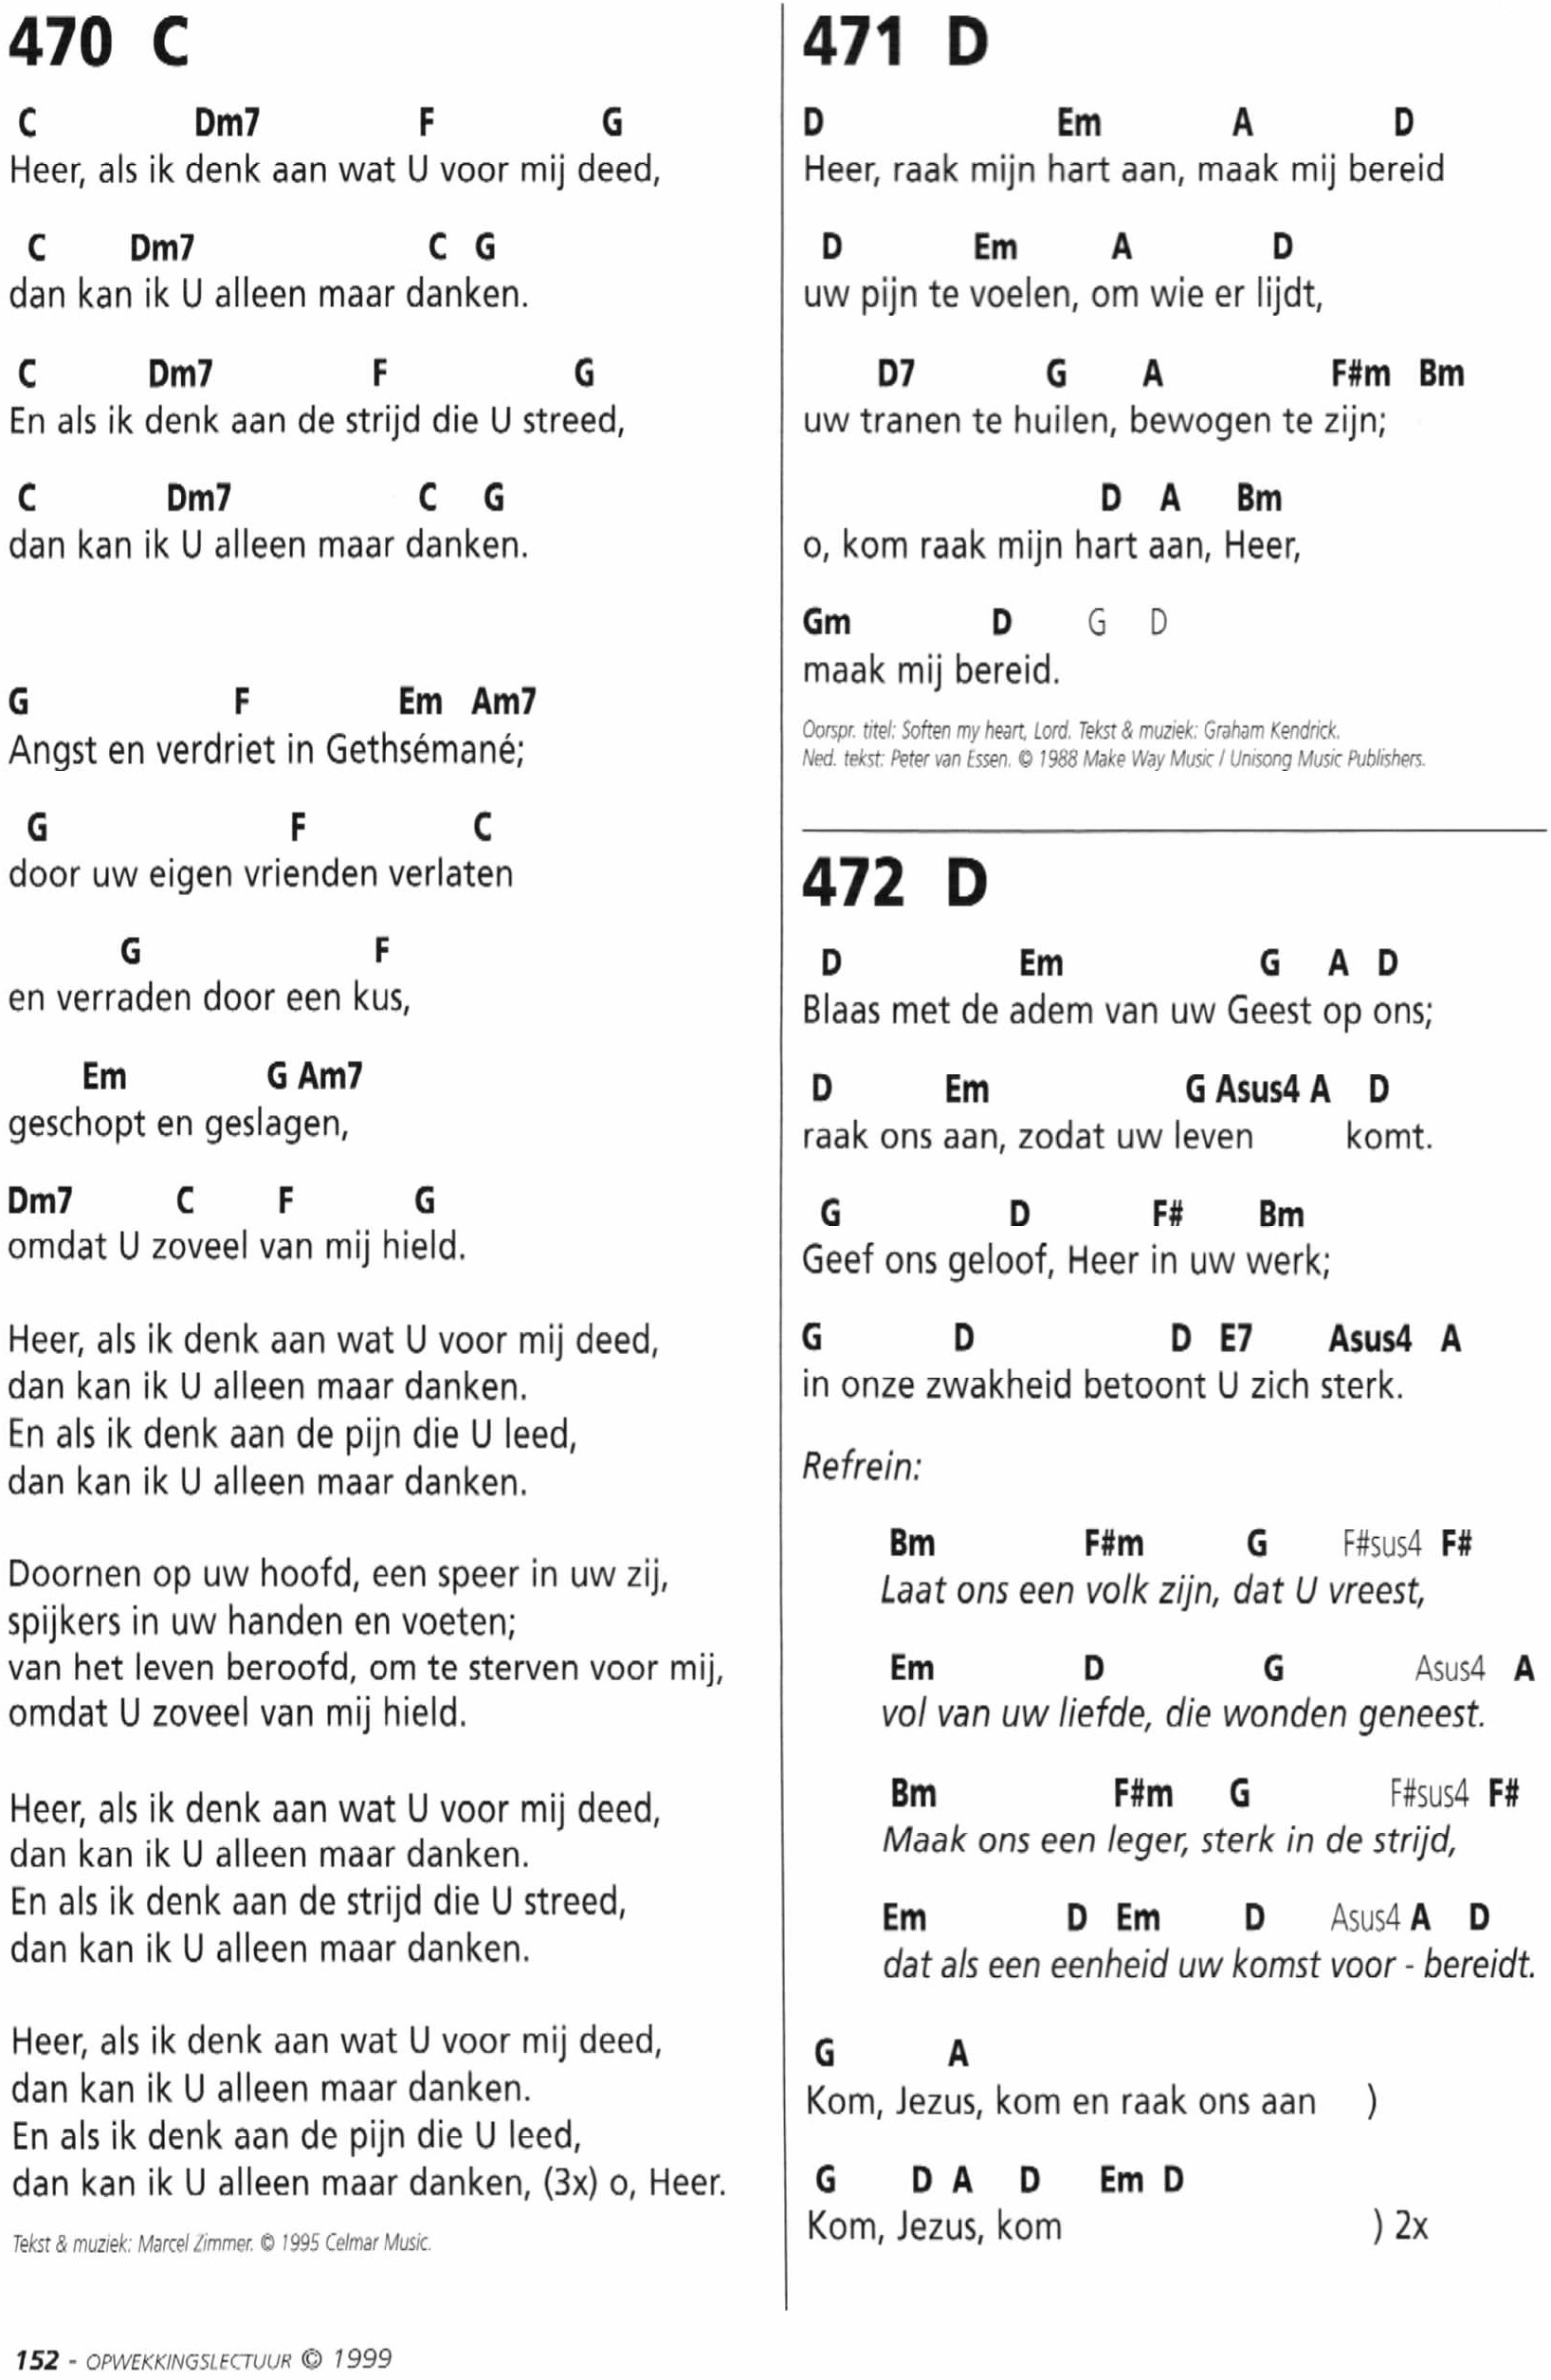 470 C
C Dm7 F G
Heer, als ik denk aan wat U voor mij deed,
C Dm7 C G
dan kan ik U alleen maar danken.
C Dm7 F G
En als ik denk aan de strijd die U streed,
C Dm7 C G
dan kan ik U alleen maar danken.
G F Em Am7
Angst en verdriet in Gethsémané;
G F C
door uw eigen vrienden verlaten
G F
en verraden door een kus,
Em G Am7
geschopt en geslagen,
Dm7 C F G
omdat U zoveel van mij hield.
Heer, als ik denk aan wat U voor mij deed,
dan kan ik U alleen maar danken.
En als ik denk aan de pijn die U leed,
dan kan ik U alleen maar danken.
Doornen op uw hoofd, een speer in uw zij,
spijkers in uw handen en voeten;
van het leven beroofd, om te sterven voor mij,
omdat U zoveel van mij hield.
Heer, als ik denk aan wat U voor mij deed,
dan kan ik U alleen maar danken.
En als ik denk aan de strijd die U streed,
dan kan ik U alleen maar danken.
Heer, als ik denk aan wat U voor mij deed,
dan kan ik U alleen maar danken.
En als ik denk aan de pijn die U leed,
dan kan ik U alleen maar danken, (3x) o, Heer.
Tekst & muziek: Marcel Zimmer. © 1995 Celmar Music.
471 D
D Em A D
Heer, raak mijn hart aan, maak mij bereid
D Em A D
uw pijn te voelen, om wie er lijdt,
D7 G A F#m Bm
uw tranen te huilen, bewogen te zijn;
D A Bm
o, kom raak mijn hart aan, Heer,
Gm D G D
maak mij bereid.
Oorspr. titel: Soften my heart, Lord. Tekst & muziek: Graham Kendrick.
Ned. tekst: Peter van Essen. © 1988 Make Way Music / Unisong Music Publishers.
472 D
D Em G A D
Blaas met de adem van uw Geest op ons;
D Em G Asus4 A D
raak ons aan, zodat uw leven komt.
G D F# Bm
Geef ons geloof, Heer in uw werk;
G D D E7 Asus4 A
in onze zwakheid betoont U zich sterk.
Refrein:
Bm F#m G F#sus4 F#
Laat ons een volk zijn, dat U vreest,
Em D G Asus4 A
vol van uw liefde, die wonden geneest.
Bm F#m G F#sus4 F#
Maak ons een leger, sterk in de strijd,
Em D Em D Asus4 A D
dat als een eenheid uw komst voor - bereidt.
G A
Kom, Jezus, kom en raak ons aan )
G D A D Em D
Kom, Jezus, kom ) 2x
152 - OPWEKKINGSLECTUUR © 1999